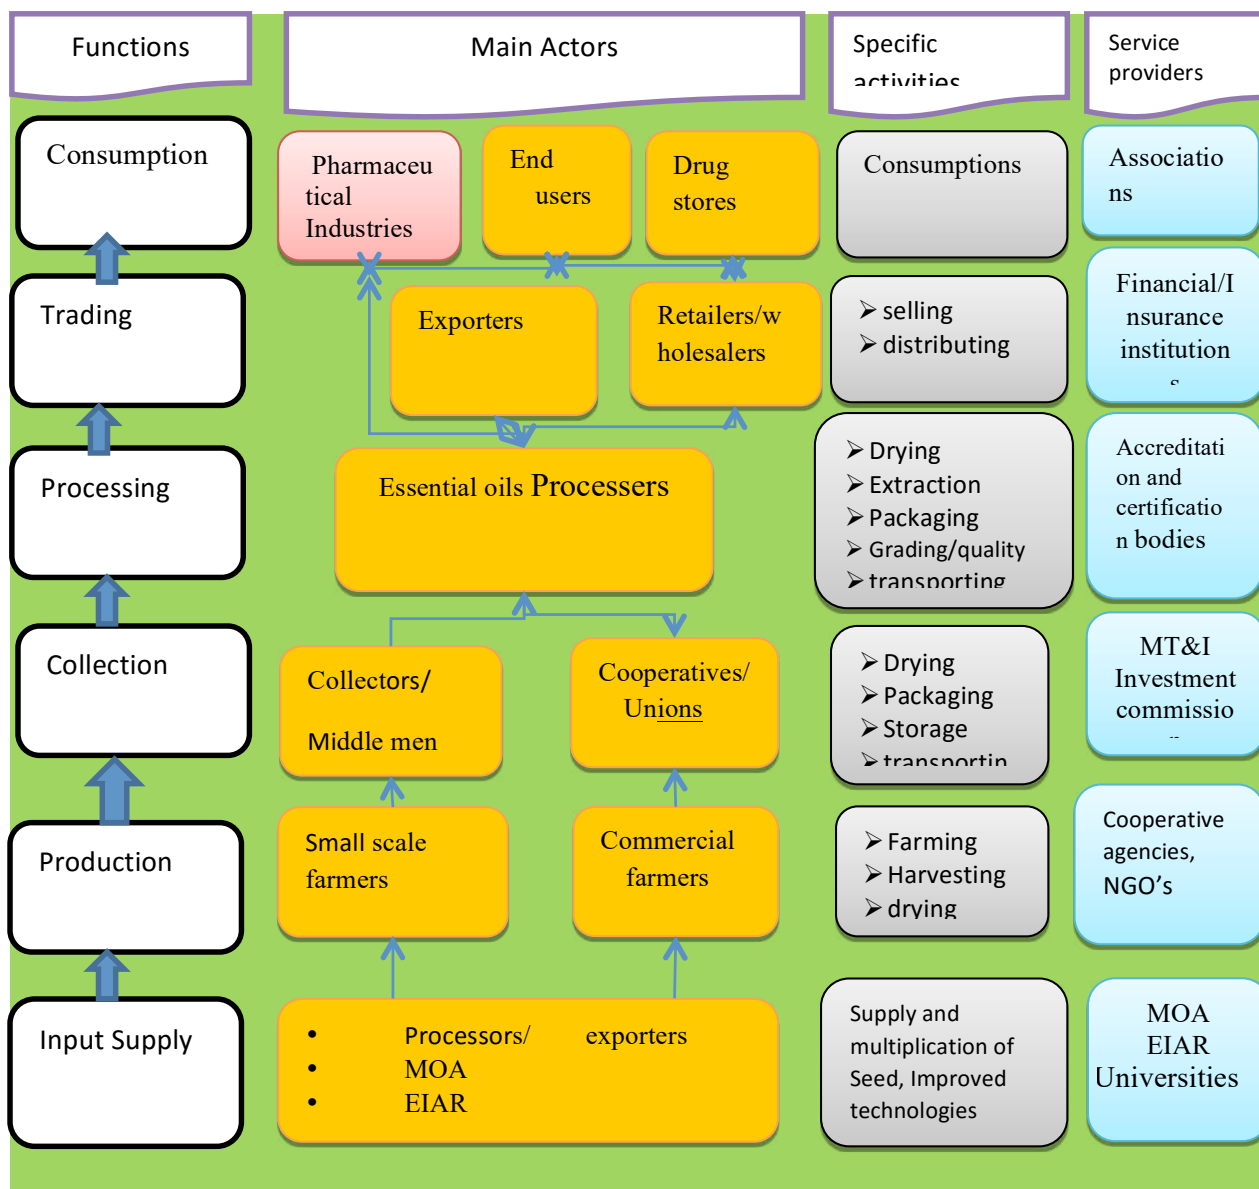 Functions
Main Actors
Specific
activities
Service
providers
Consumption
Pharmaceu
tical
Industries
End
users
Drug
stores
Consumptions
Associatio
ns
Trading
Exporters
Retailers/w
holesalers
➢ selling
➢ distributing
Financial/I
nsurance
institution
s
Processing
Essential oils Processers
➢ Drying
➢ Extraction
➢ Packaging
➢ Grading/quality
➢ transporting
Accreditati
on and
certificatio
n bodies
Collection
Collectors/
Middle men
Cooperatives/
Unions
➢ Drying
➢ Packaging
➢ Storage
➢ transportin
MT&I
Investment
commissio
n
Production
Small scale
farmers
Commercial
farmers
➢ Farming
➢ Harvesting
➢ drying
Cooperative
agencies,
NGO’s
Input Supply
• Processors/ exporters
• MOA
• EIAR
Supply and
multiplication of
Seed, Improved
technologies
MOA
EIAR
Universities